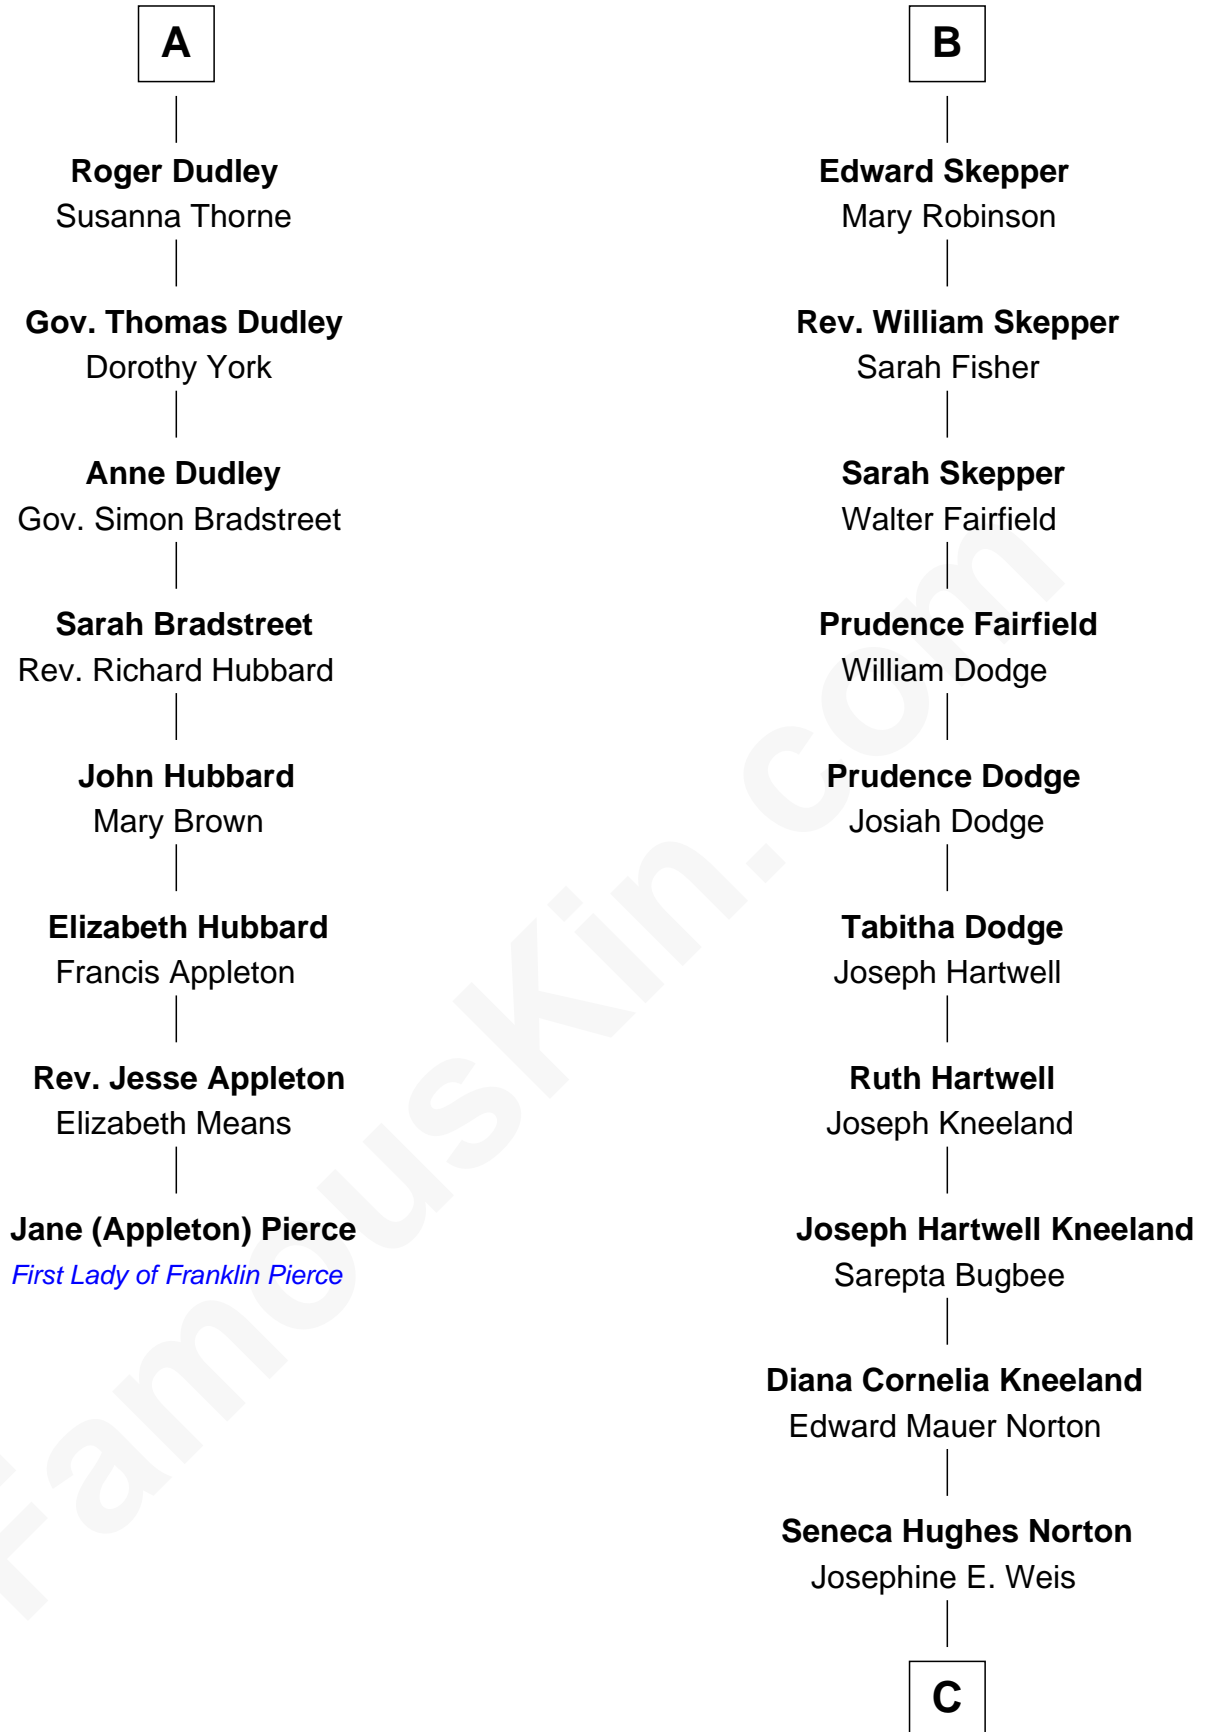 A
Roger Dudley
Susanna Thorne
Gov. Thomas Dudley
Dorothy York
Anne Dudley
Gov. Simon Bradstreet
Sarah Bradstreet
Rev. Richard Hubbard
John Hubbard
Mary Brown
Elizabeth Hubbard
Francis Appleton
Rev. Jesse Appleton
Elizabeth Means
Jane (Appleton) Pierce
First Lady of Franklin Pierce
B
Edward Skepper
Mary Robinson
Rev. William Skepper
Sarah Fisher
Sarah Skepper
Walter Fairfield
Prudence Fairfield
William Dodge
Prudence Dodge
Josiah Dodge
Tabitha Dodge
Joseph Hartwell
Ruth Hartwell
Joseph Kneeland
Joseph Hartwell Kneeland
Sarepta Bugbee
Diana Cornelia Kneeland
Edward Mauer Norton
Seneca Hughes Norton
Josephine E. Weis
C
FamousKin.com